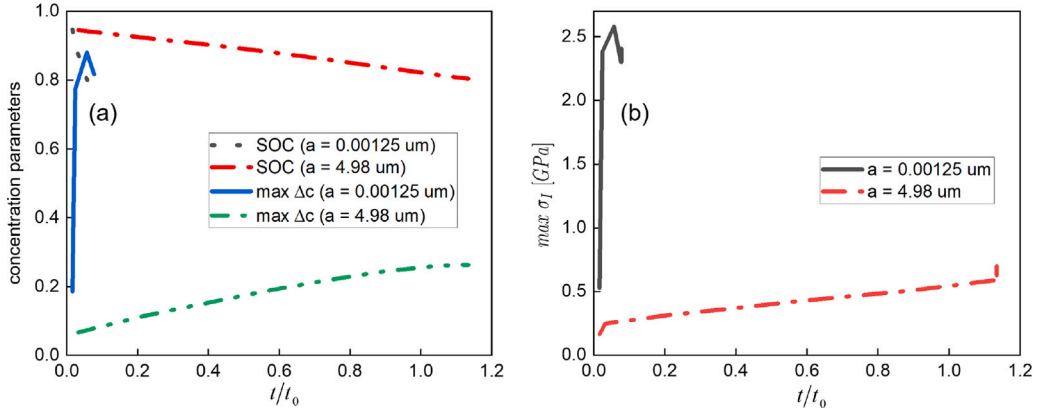 1.0
0.8
0.6
0.4
0.2
0.0
concentration parameters
(a)
SOC (a = 0.00125 um)
SOC (a = 4.98 um)
max Δc (a = 0.00125 um)
max Δc (a = 4.98 um)
0.0 0.2 0.4 0.6 0.8 1.0 1.2
t/t₀
2.5
2.0
1.5
1.0
0.5
0.0
max σ_I [GPa]
(b)
a = 0.00125 um
a = 4.98 um
0.0 0.2 0.4 0.6 0.8 1.0 1.2
t/t₀